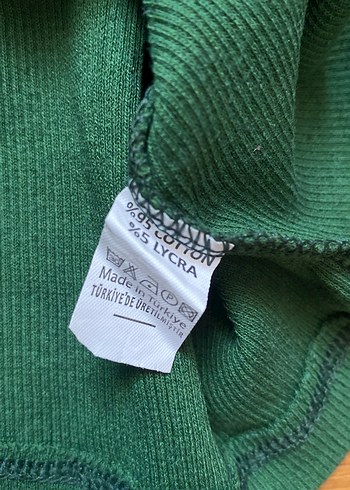 %95 COTTON
%5 LYCRA
Made in Türkiye
TÜRKİYE'DE ÜRETİLMİŞTİR